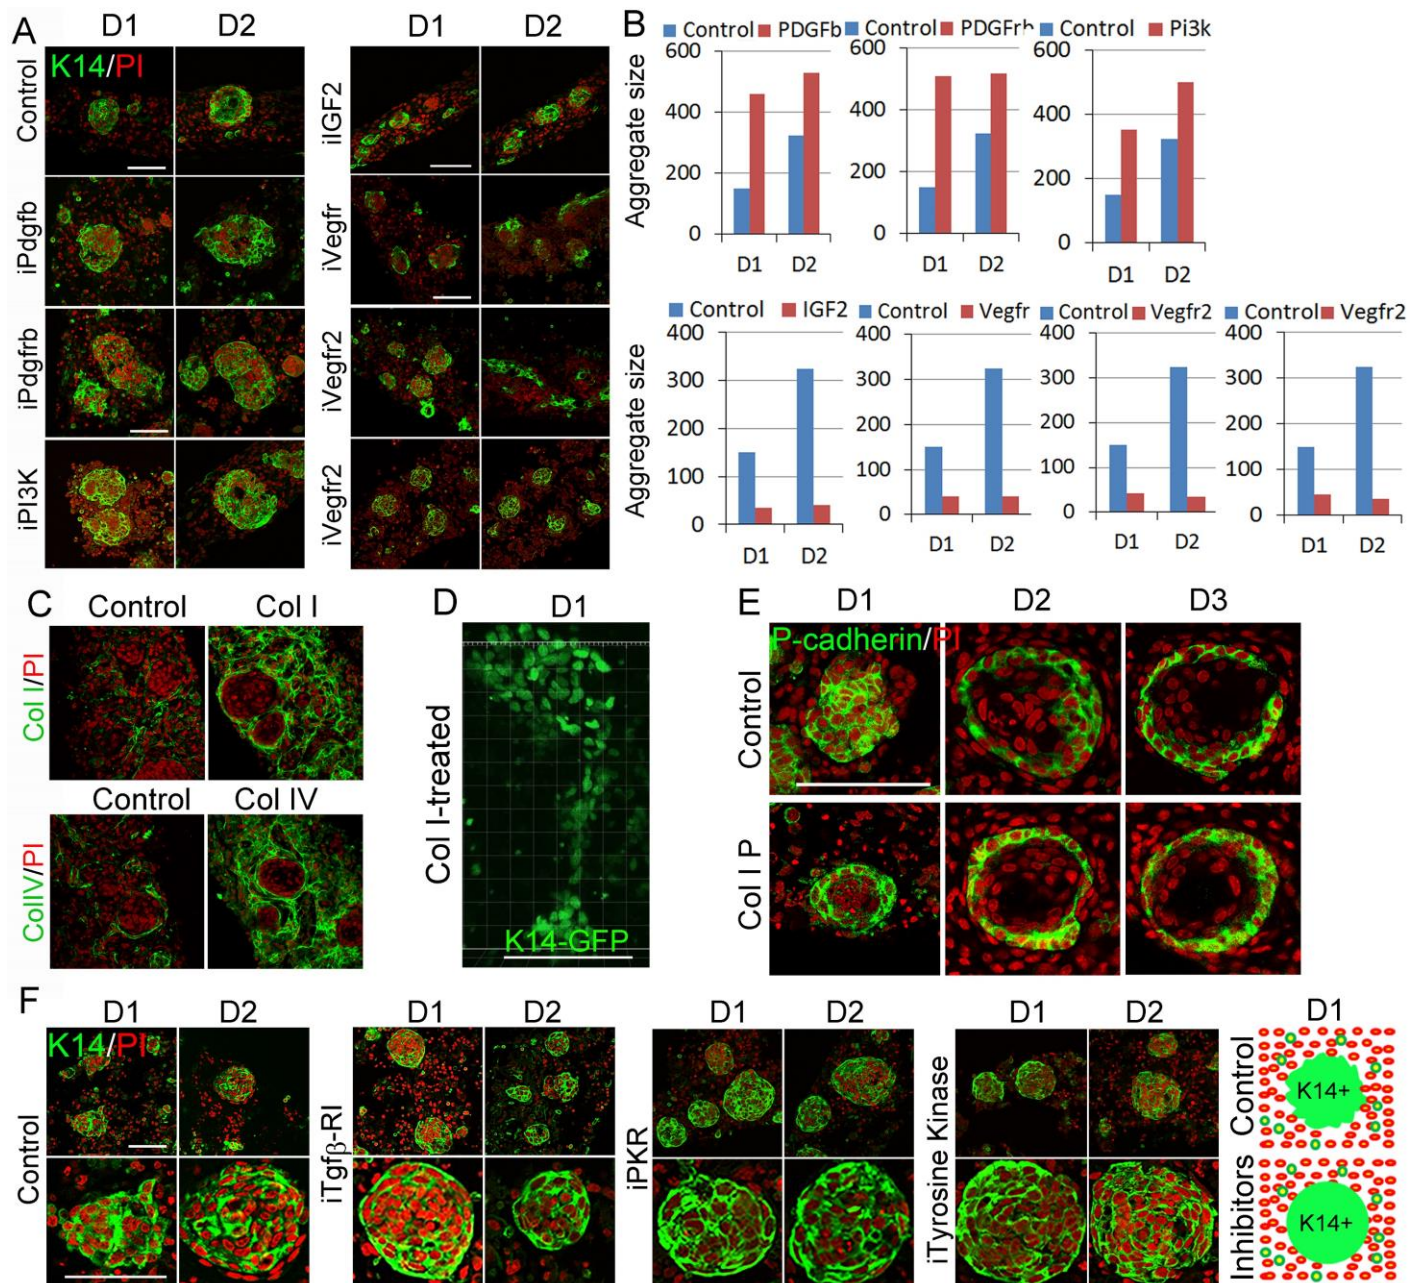 A
D1
D2
D1
D2
K14/PI
Control
iPdgfb
iPdgfrb
iPI3K
iIGF2
iVegfr
iVegfr2
iVegfr2
B
Control PDGFb
Control PDGFrb
Control Pi3k
Aggregate size
600
400
200
0
D1 D2
600
400
200
0
D1 D2
600
400
200
0
D1 D2
Control IGF2
Control Vegfr
Control Vegfr2
Control Vegfr2
Aggregate size
400
300
200
100
0
D1 D2
400
300
200
100
0
D1 D2
400
300
200
100
0
D1 D2
400
300
200
100
0
D1 D2
C
Control
Col I
Col I/PI
Control
Col IV
ColIV/PI
D
D1
Col I-treated
K14-GFP
E
D1
D2
D3
P-cadherin/PI
Control
Col I P
F
D1
D2
K14/PI
Control
D1
D2
iTgfβ-RI
D1
D2
iPKR
D1
D2
iTyrosine Kinase
D1
K14+
Control
K14+
Inhibitors